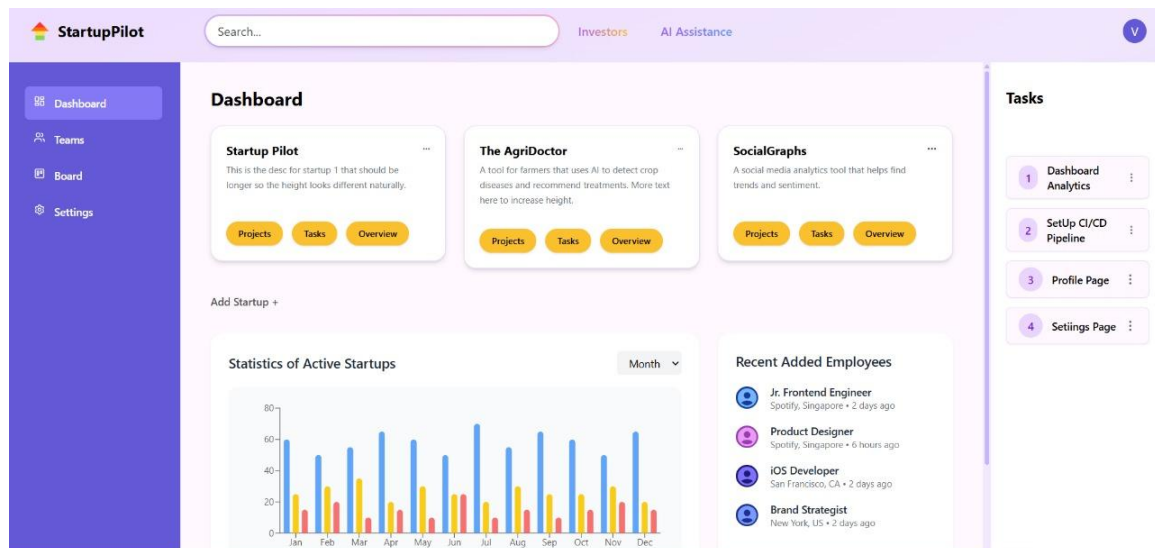 StartupPilot
Search...
Investors
AI Assistance
V
Dashboard
Teams
Board
Settings
Dashboard
Startup Pilot
...
This is the desc for startup 1 that should be
longer so the height looks different naturally.
Projects
Tasks
Overview
The AgriDoctor
...
A tool for farmers that uses AI to detect crop
diseases and recommend treatments. More text
here to increase height.
Projects
Tasks
Overview
SocialGraphs
...
A social media analytics tool that helps find
trends and sentiment.
Projects
Tasks
Overview
Add Startup +
Statistics of Active Startups
Month
80
60
40
20
0
Jan Feb Mar Apr May Jun Jul Aug Sep Oct Nov Dec
Recent Added Employees
Jr. Frontend Engineer
Spotify, Singapore • 2 days ago
Product Designer
Spotify, Singapore • 6 hours ago
iOS Developer
San Francisco, CA • 2 days ago
Brand Strategist
New York, US • 2 days ago
Tasks
1
Dashboard
Analytics
2
SetUp CI/CD
Pipeline
3 Profile Page
4 Setiings Page